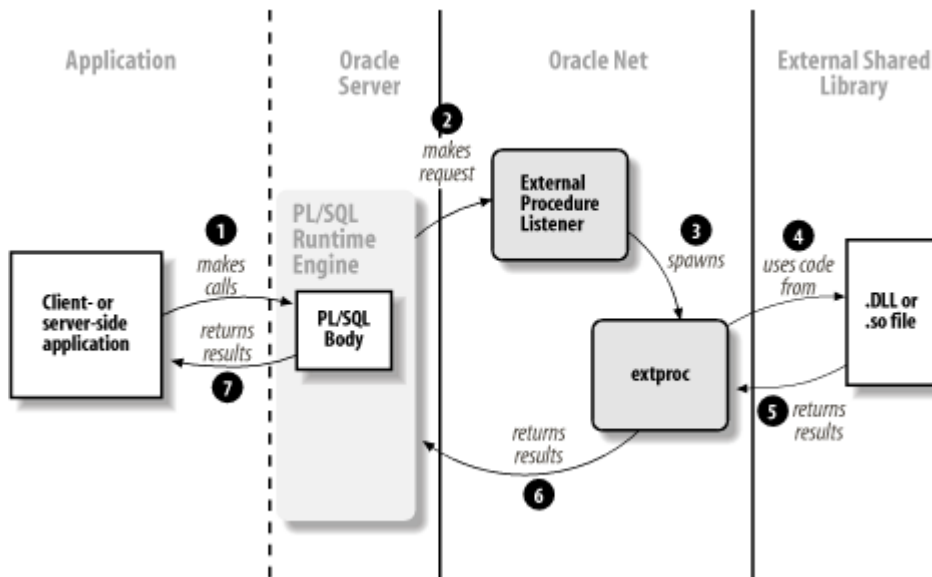 Application
Oracle
Server
Oracle Net
External Shared
Library
2
makes
request
External
Procedure
Listener
PL/SQL
Runtime
Engine
1
makes
calls
3
spawns
4
uses code
from
Client- or
server-side
application
PL/SQL
Body
.DLL or
.so file
returns
results
7
extproc
5
returns
results
returns
results
6